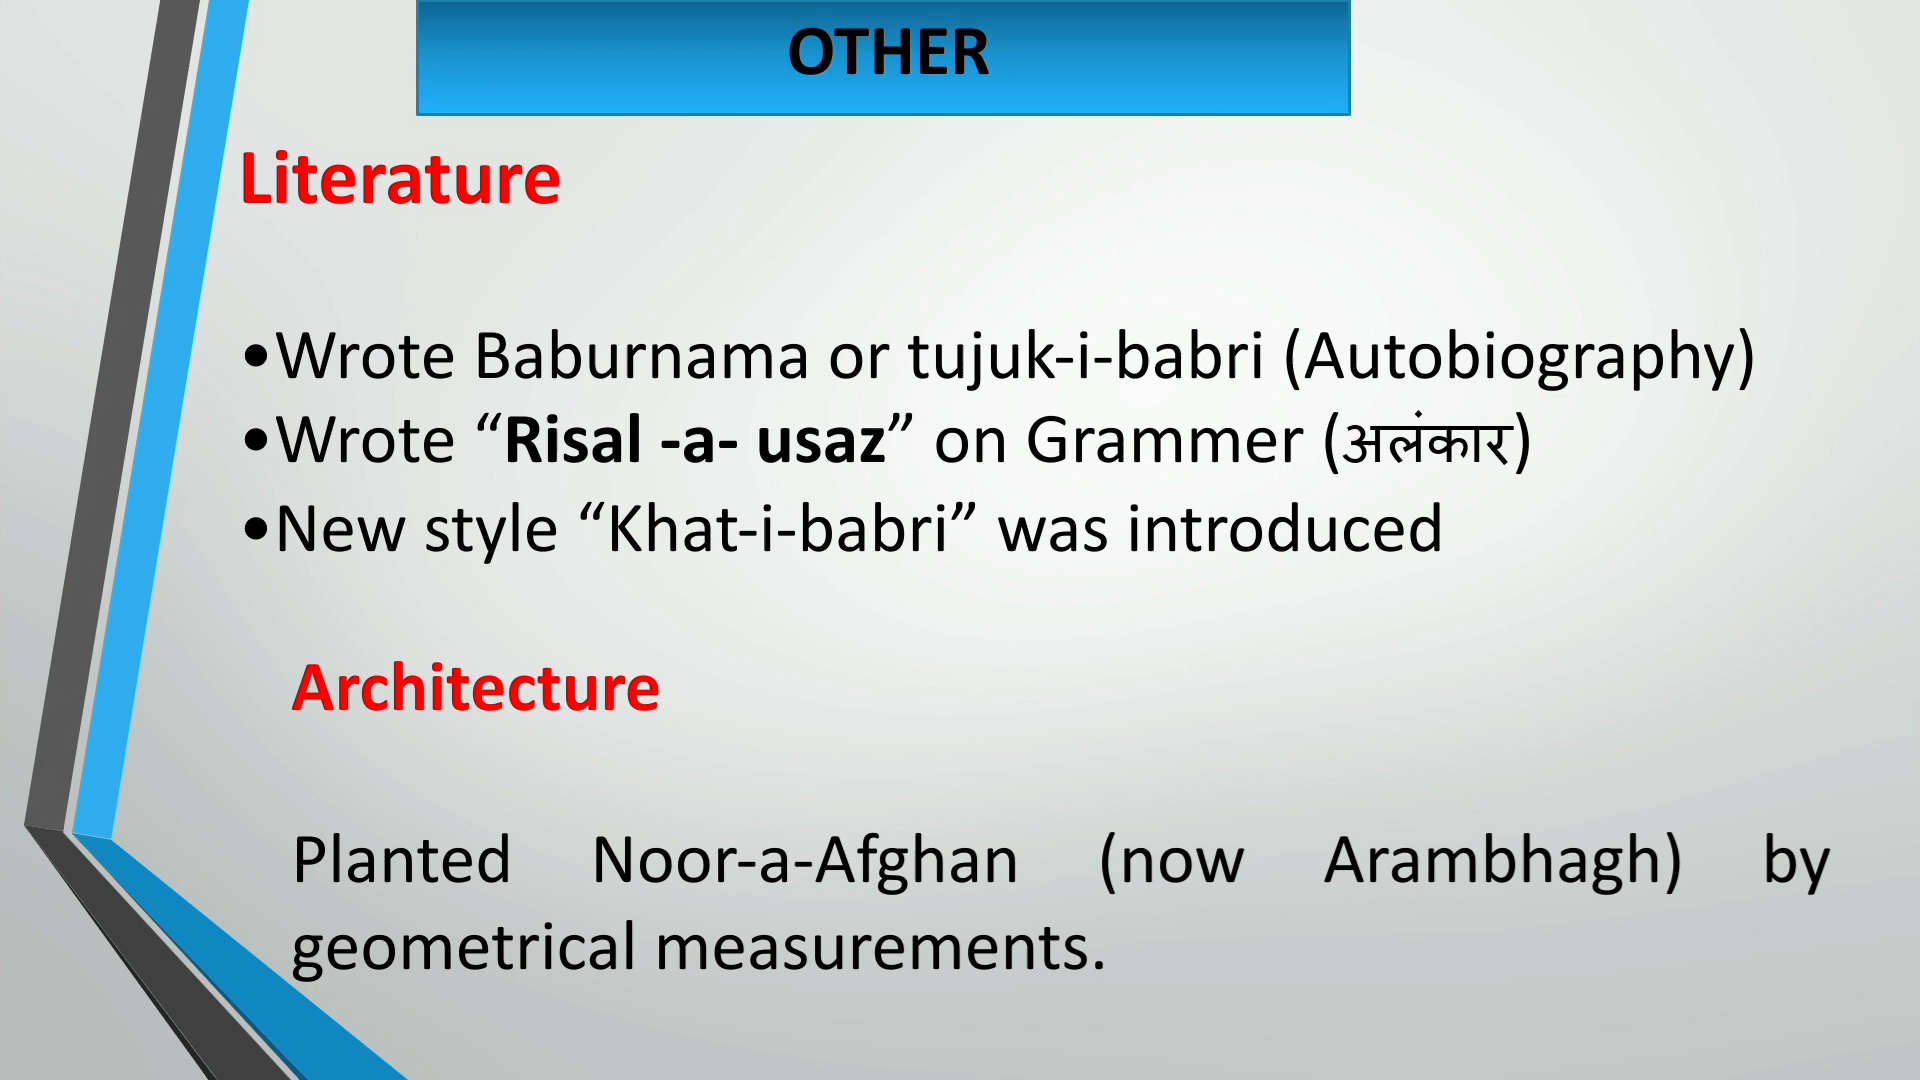 OTHER
Literature
•Wrote Baburnama or tujuk-i-babri (Autobiography)
•Wrote “Risal -a- usaz” on Grammer (अलंकार)
•New style “Khat-i-babri” was introduced
Architecture
Planted Noor-a-Afghan (now Arambhagh) by
geometrical measurements.